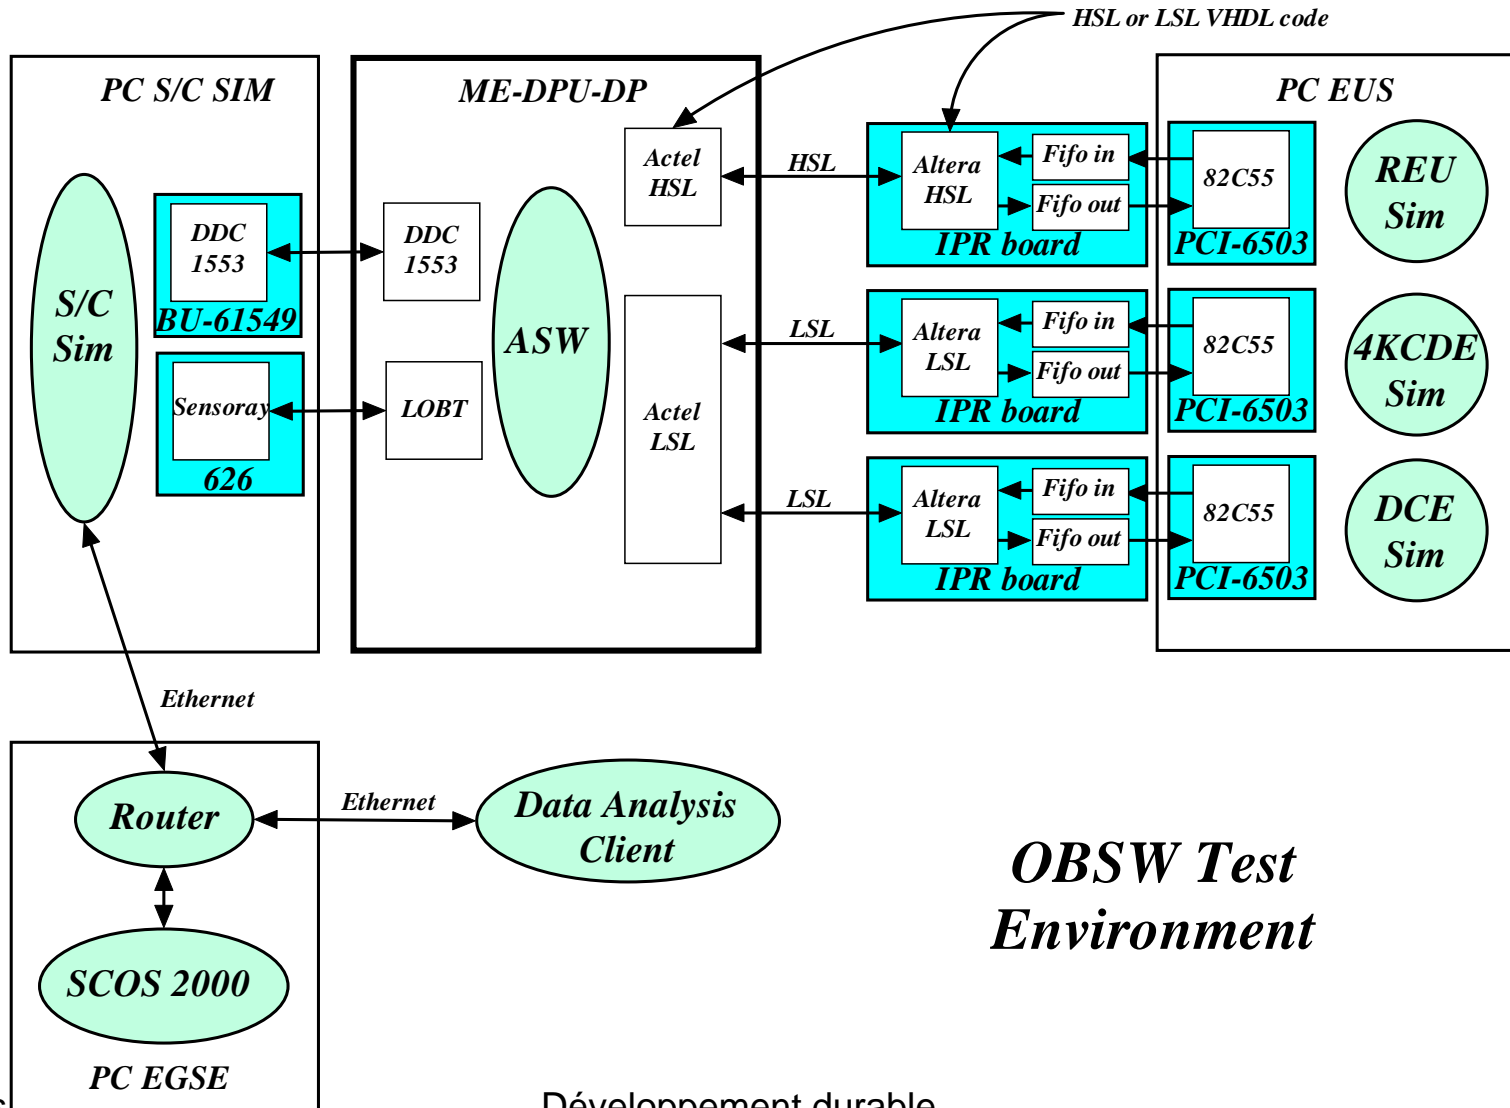 HSL or LSL VHDL code
PC S/C SIM
S/C
Sim
DDC
1553
BU-61549
Sensoray
626
ME-DPU-DP
DDC
1553
LOBT
ASW
Actel
HSL
Actel
LSL
HSL
LSL
LSL
Altera
HSL
Fifo in
Fifo out
IPR board
Altera
LSL
Fifo in
Fifo out
IPR board
Altera
LSL
Fifo in
Fifo out
IPR board
PC EUS
82C55
PCI-6503
REU
Sim
82C55
PCI-6503
4KCDE
Sim
82C55
PCI-6503
DCE
Sim
Ethernet
Router
Ethernet
Data Analysis
Client
SCOS 2000
PC EGSE
OBSW Test
Environment
Développement durable